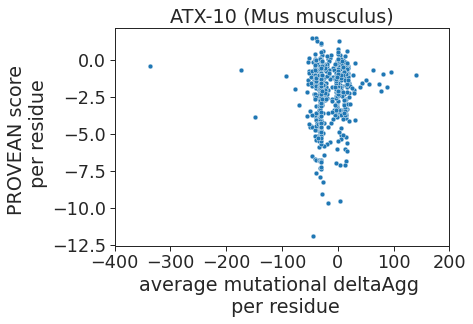 ATX-10 (Mus musculus)
PROVEAN score
per residue
0.0
−2.5
−5.0
−7.5
−10.0
−12.5
−400 −300 −200 −100 0 100 200
average mutational deltaAgg
per residue